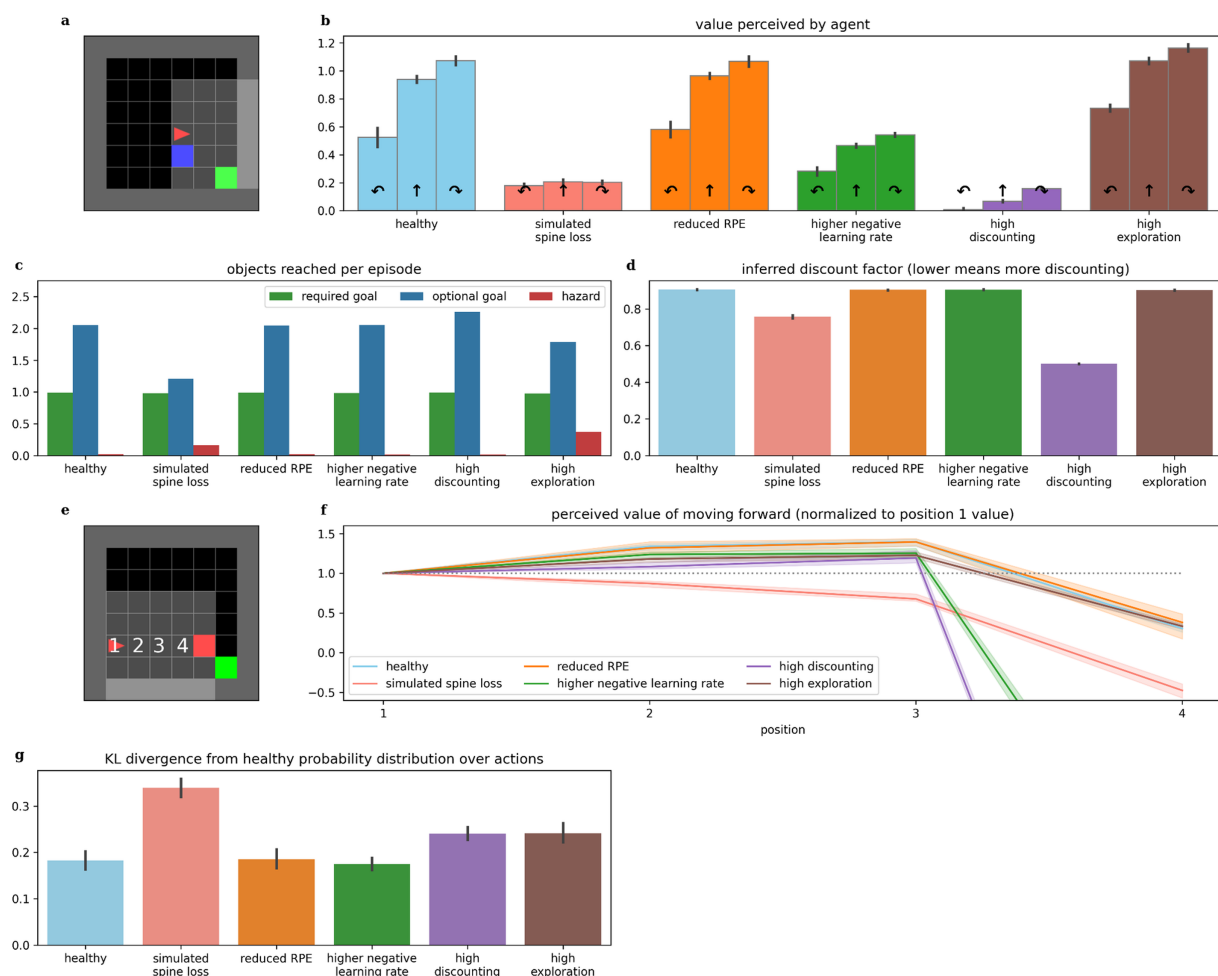 a
b
value perceived by agent
1.2
1.0
0.8
0.6
0.4
0.2
0.0
↶ ↑ ↷ ↶ ↑ ↷ ↶ ↑ ↷ ↶ ↑ ↷ ↶ ↑ ↷ ↶ ↑ ↷
healthy
simulated
spine loss
reduced RPE
higher negative
learning rate
high
discounting
high
exploration
c
objects reached per episode
2.5
2.0
1.5
1.0
0.5
0.0
required goal
optional goal
hazard
healthy
simulated
spine loss
reduced RPE
higher negative
learning rate
high
discounting
high
exploration
d
inferred discount factor (lower means more discounting)
0.8
0.6
0.4
0.2
0.0
healthy
simulated
spine loss
reduced RPE
higher negative
learning rate
high
discounting
high
exploration
e
1 2 3 4
f
perceived value of moving forward (normalized to position 1 value)
1.5
1.0
0.5
0.0
−0.5
healthy
simulated spine loss
reduced RPE
higher negative learning rate
high discounting
high exploration
1
2
3
4
position
g
KL divergence from healthy probability distribution over actions
0.3
0.2
0.1
0.0
healthy
simulated
spine loss
reduced RPE
higher negative
learning rate
high
discounting
high
exploration